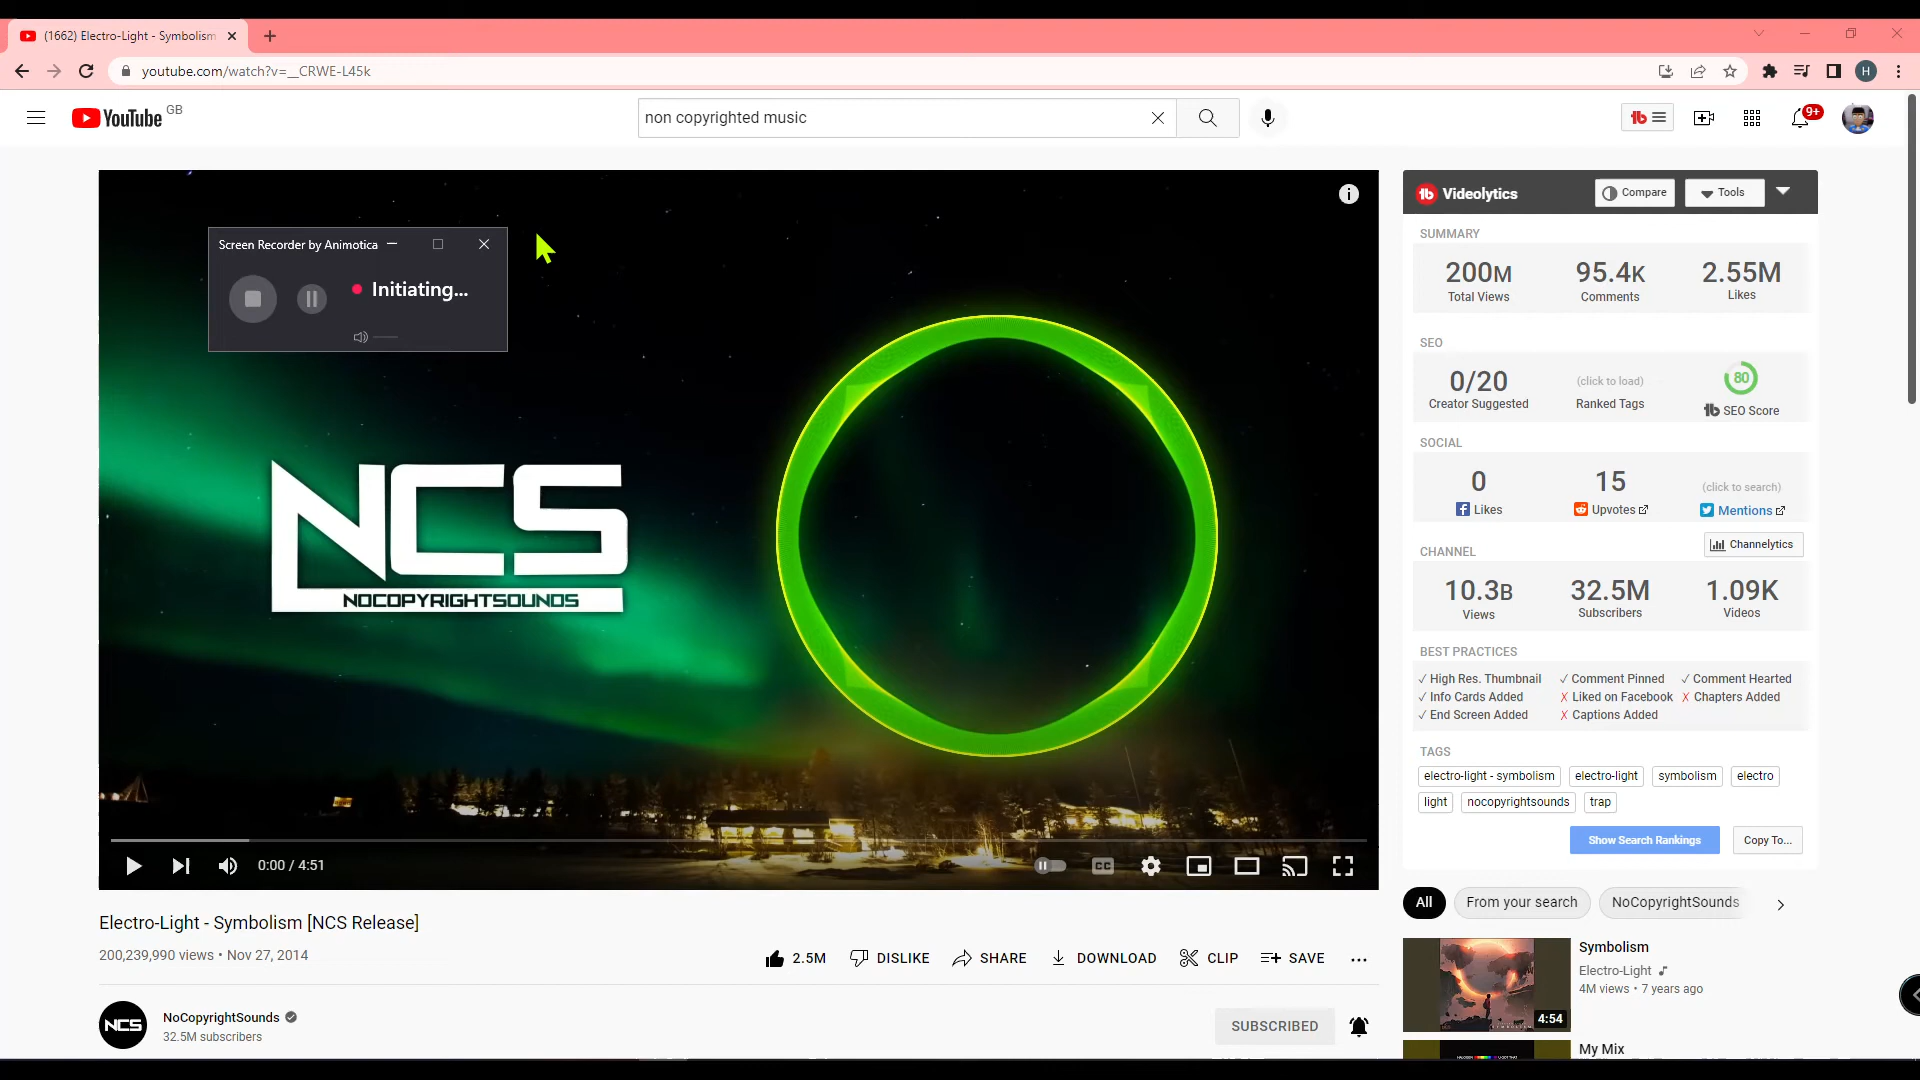 (1662) Electro-Light - Symbolism
youtube.com/watch?v=__CRWE-L45k
H
YouTube GB
non copyrighted music
9+
Screen Recorder by Animotica
Initiating...
NCS
NOCOPYRIGHTSOUNDS
0:00 / 4:51
CC
Electro-Light - Symbolism [NCS Release]
200,239,990 views • Nov 27, 2014
2.5M DISLIKE SHARE DOWNLOAD CLIP SAVE
NCS
NoCopyrightSounds
32.5M subscribers
SUBSCRIBED
Videolytics Compare Tools
SUMMARY
200M 95.4K 2.55M
Total Views Comments Likes
SEO
0/20 (click to load) 80
Creator Suggested Ranked Tags SEO Score
SOCIAL
0 15 (click to search)
Likes Upvotes Mentions
CHANNEL Channelytics
10.3B 32.5M 1.09K
Views Subscribers Videos
BEST PRACTICES
✓ High Res. Thumbnail ✓ Comment Pinned ✓ Comment Hearted
✓ Info Cards Added X Liked on Facebook X Chapters Added
✓ End Screen Added X Captions Added
TAGS
electro-light - symbolism electro-light symbolism electro
light nocopyrightsounds trap
Show Search Rankings Copy To...
All From your search NoCopyrightSounds
Symbolism
Electro-Light
4M views • 7 years ago
4:54
My Mix